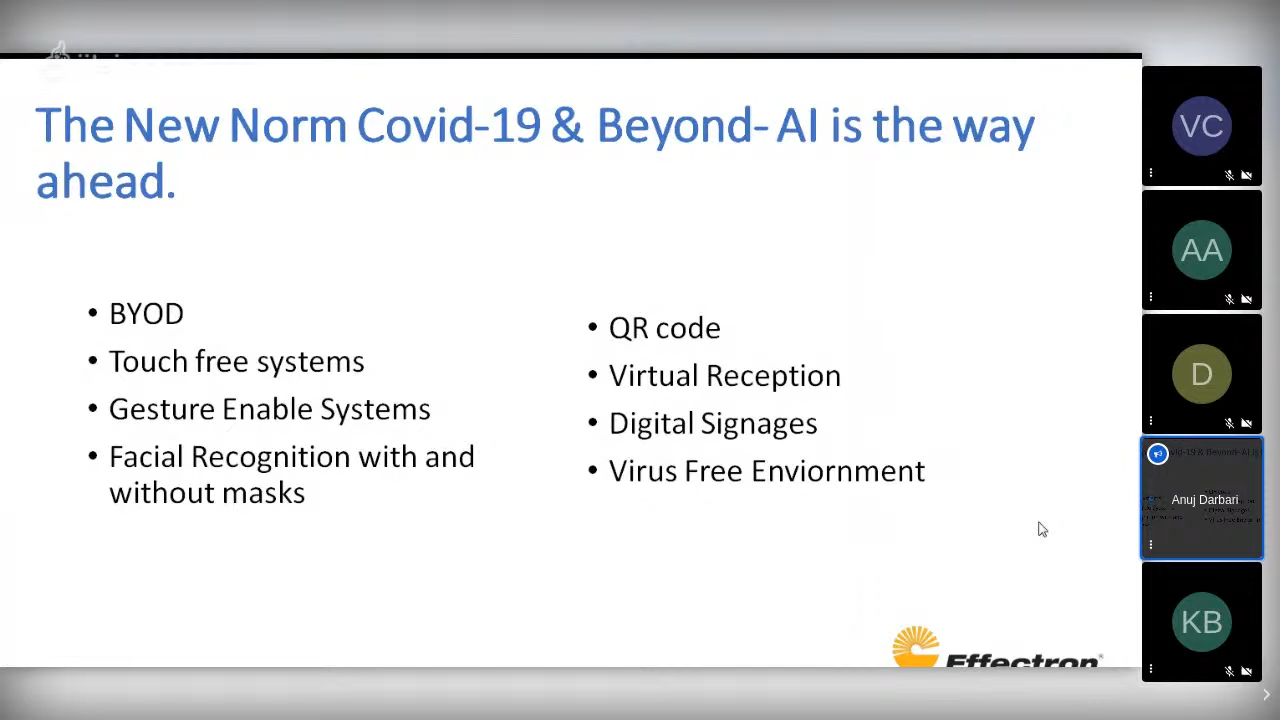 The New Norm Covid-19 & Beyond- AI is the way
ahead.
• BYOD
• Touch free systems
• Gesture Enable Systems
• Facial Recognition with and
without masks
• QR code
• Virtual Reception
• Digital Signages
• Virus Free Enviornment
Effectron
VC
AA
D
Anuj Darbari
KB